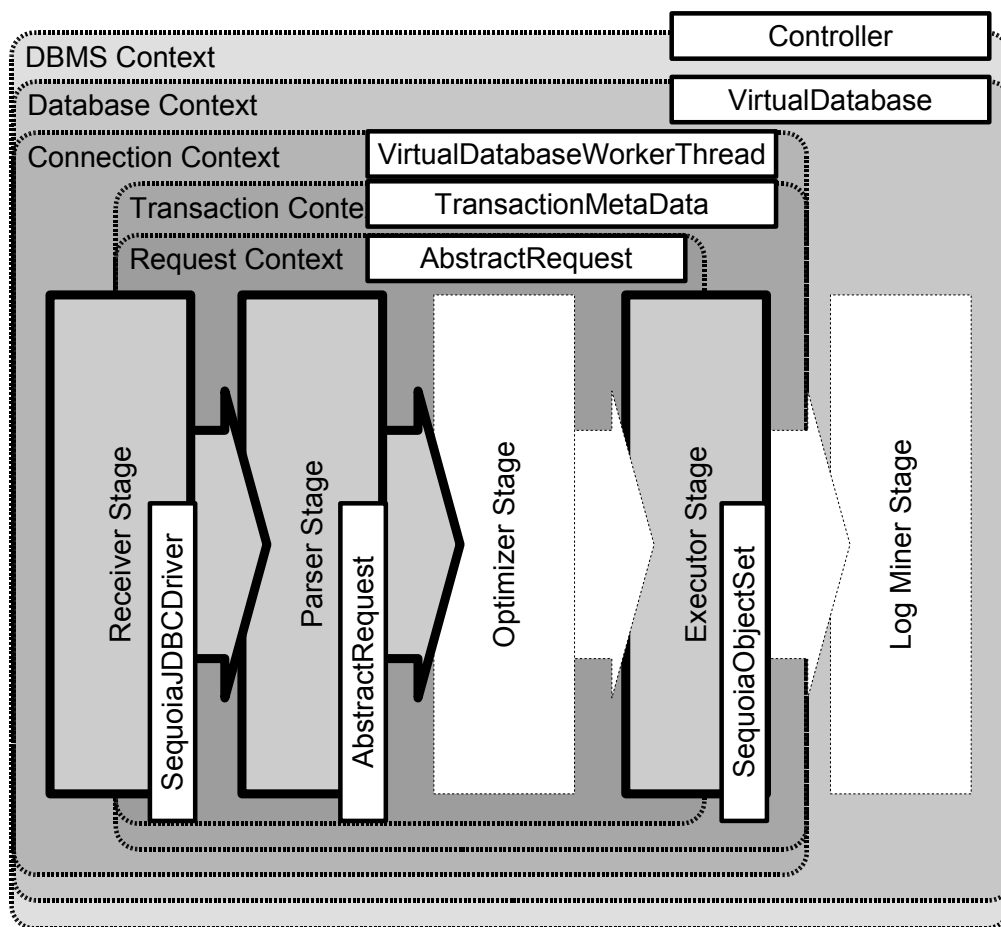 Controller
DBMS Context
VirtualDatabase
Database Context
VirtualDatabaseWorkerThread
Connection Context
TransactionMetaData
Transaction Conte
AbstractRequest
Request Context
Receiver Stage
SequoiaJDBCDriver
Parser Stage
AbstractRequest
Optimizer Stage
Executor Stage
SequoiaObjectSet
Log Miner Stage